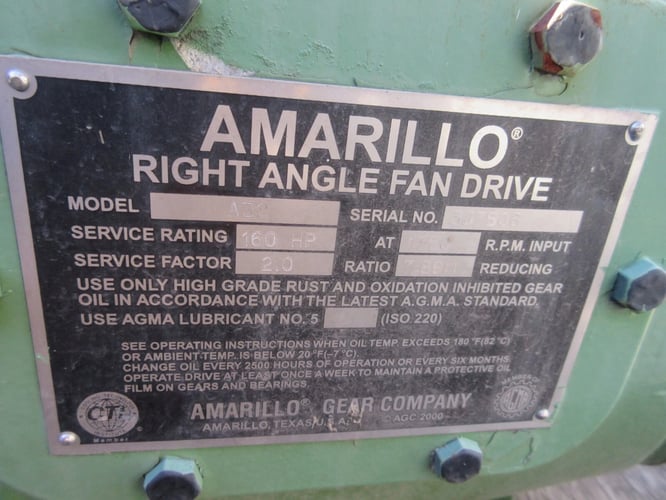 AMARILLO®
RIGHT ANGLE FAN DRIVE
MODEL SERIAL NO.
SERVICE RATING 160 HP AT R.P.M. INPUT
SERVICE FACTOR 2.0 RATIO REDUCING
USE ONLY HIGH GRADE RUST AND OXIDATION INHIBITED GEAR
OIL IN ACCORDANCE WITH THE LATEST A.G.M.A. STANDARD.
USE AGMA LUBRICANT NO. 5 (ISO 220)
SEE OPERATING INSTRUCTIONS WHEN OIL TEMP. EXCEEDS 180 °F(82 °C)
OR AMBIENT TEMP. IS BELOW 20 °F(-7 °C).
CHANGE OIL EVERY 2500 HOURS OF OPERATION OR EVERY SIX MONTHS
OPERATE DRIVE AT LEAST ONCE A WEEK TO MAINTAIN A PROTECTIVE OIL
FILM ON GEARS AND BEARINGS
CTI
Member
AMARILLO® GEAR COMPANY
AMARILLO, TEXAS/U.S.A. © AGC 2000
MEMBER OF